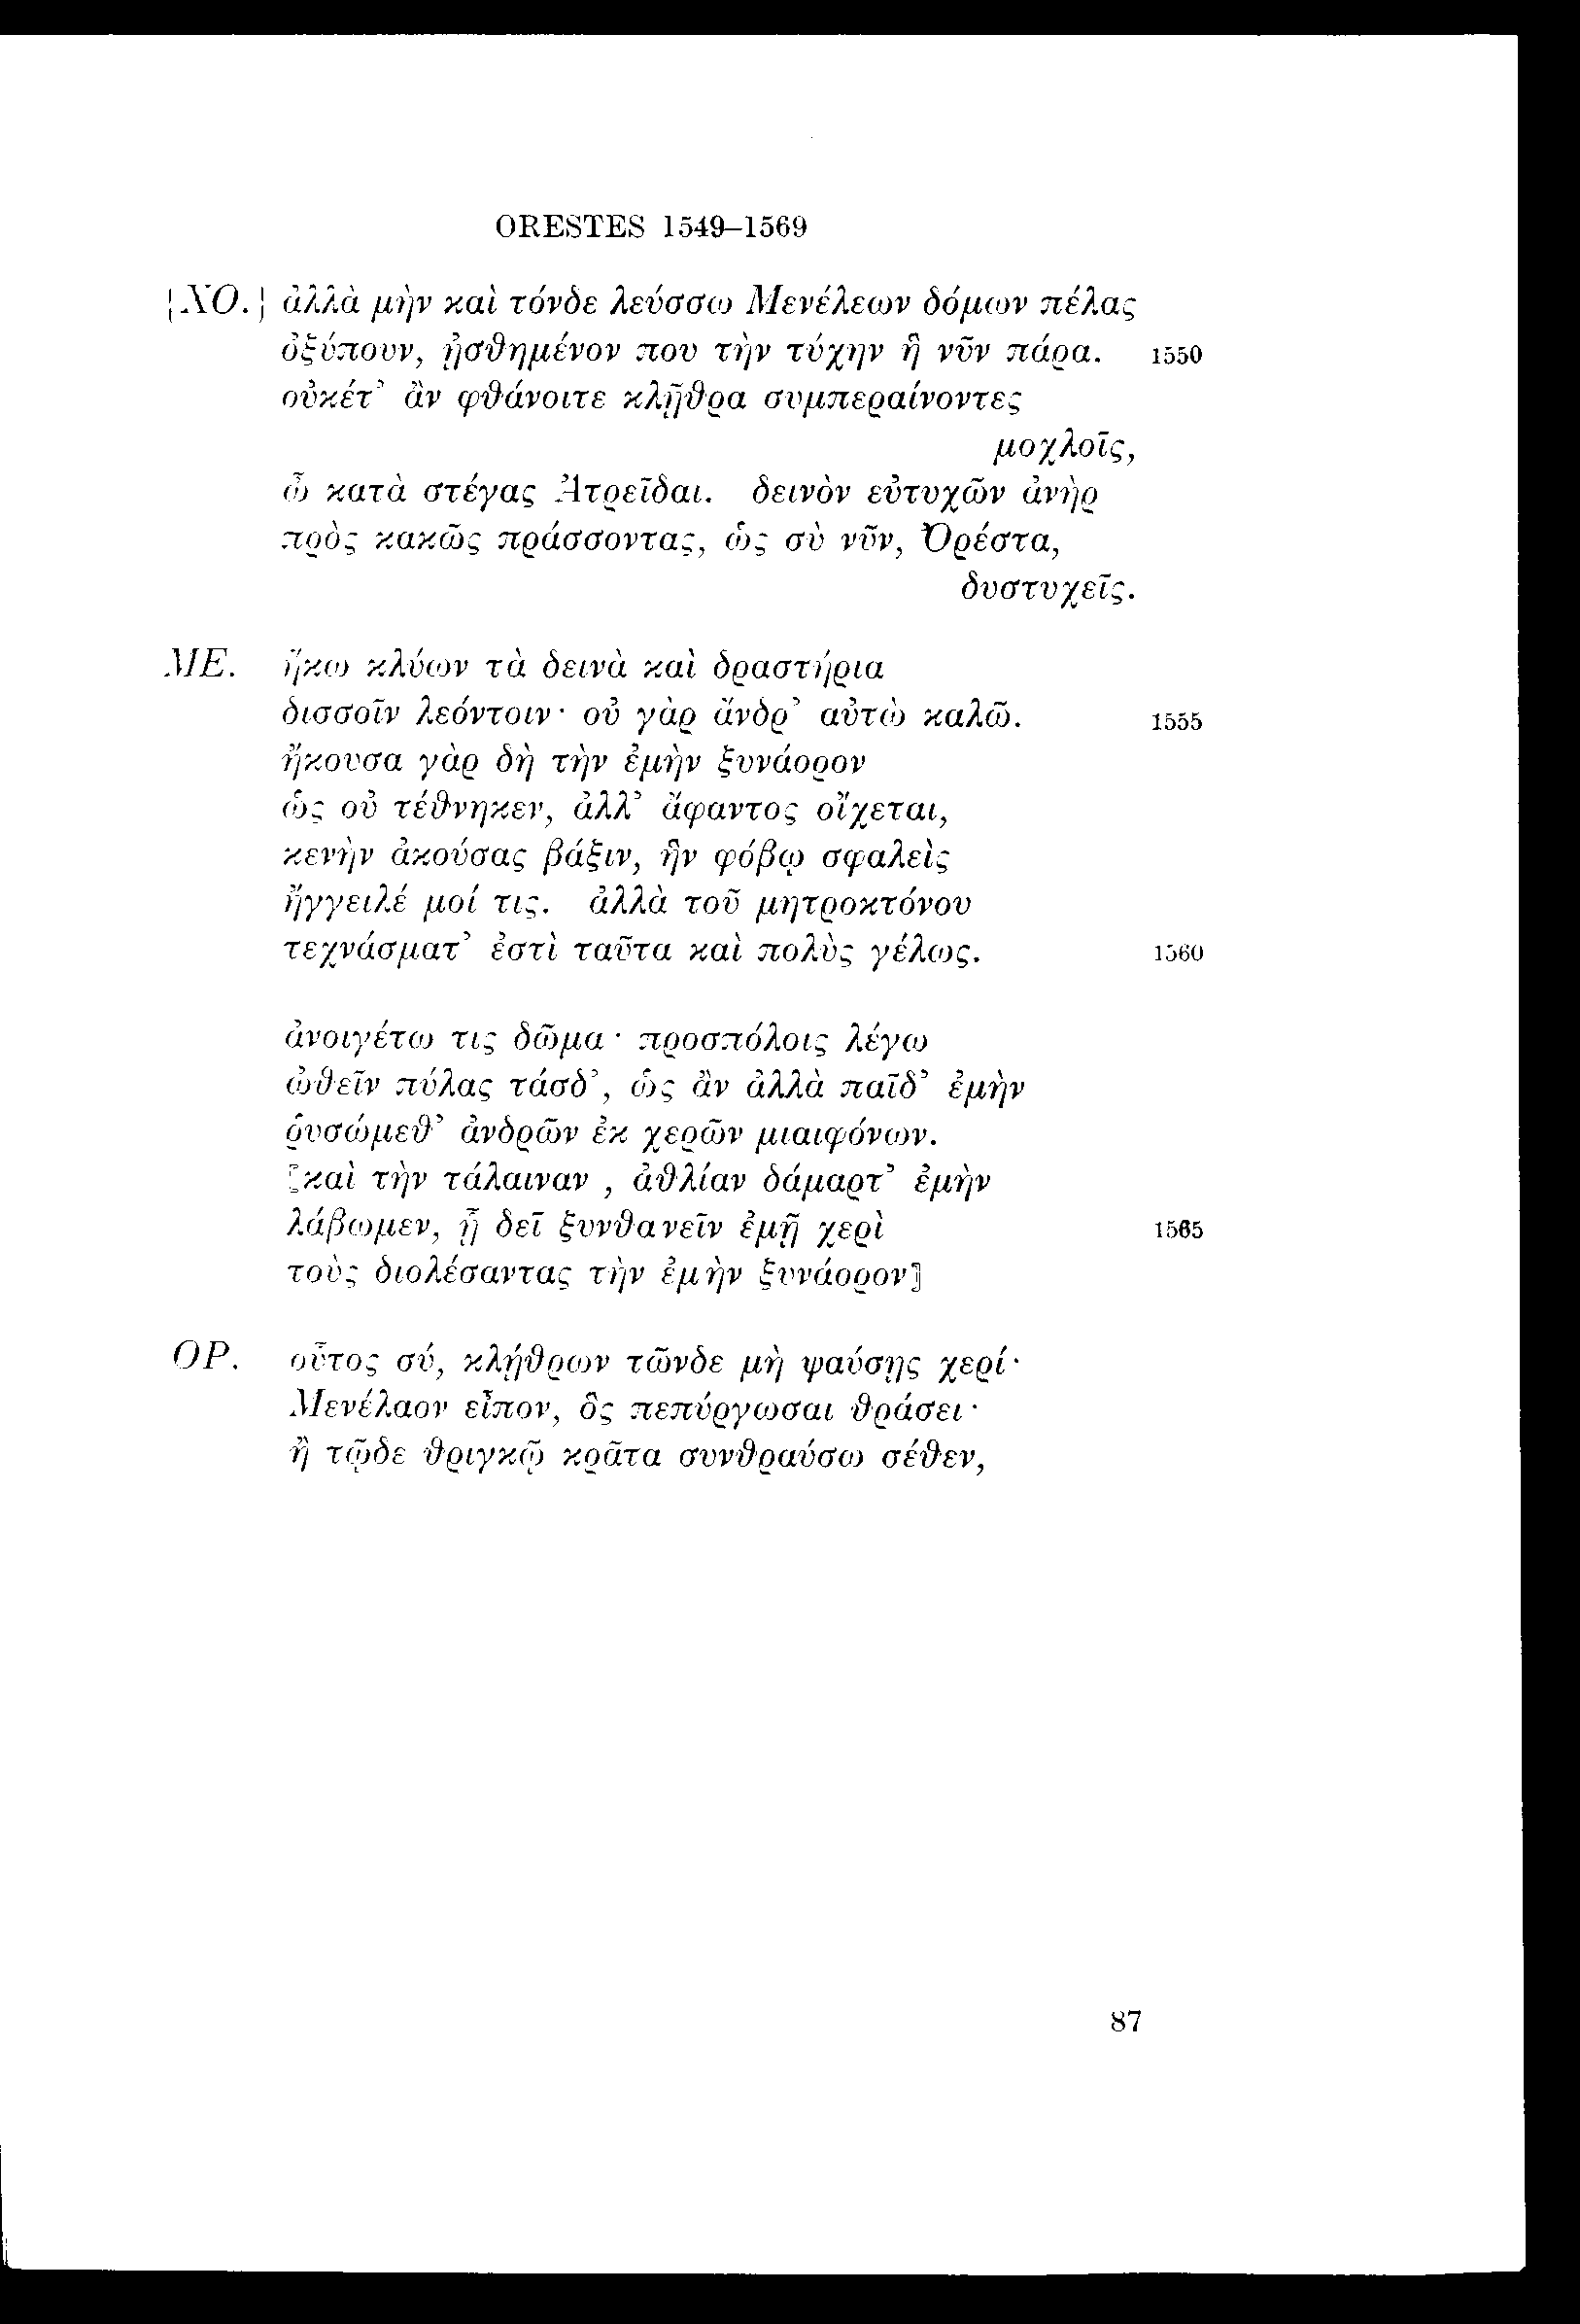 ORESTES 1549–1569
{ΧΟ.} ἀλλὰ μὴν καὶ τόνδε λεύσσω Μενέλεων δόμων πέλας
ὀξύπουν, ᾐσθημένον που τὴν τύχην ἣ νῦν πάρα. 1550
οὐκέτ’ ἂν φθάνοιτε κλῇθρα συμπεραίνοντες
μοχλοῖς,
ὦ κατὰ στέγας Ἀτρεῖδαι. δεινὸν εὐτυχῶν ἀνὴρ
πρὸς κακῶς πράσσοντας, ὡς σὺ νῦν, Ὀρέστα,
δυστυχεῖς.
ΜΕ. ἥκω κλύων τὰ δεινὰ καὶ δραστήρια
δισσοῖν λεόντοιν· οὐ γὰρ ἄνδρ’ αὐτὼ καλῶ. 1555
ἤκουσα γὰρ δὴ τὴν ἐμὴν ξυνάορον
ὡς οὐ τέθνηκεν, ἀλλ’ ἄφαντος οἴχεται,
κενὴν ἀκούσας βάξιν, ἣν φόβῳ σφαλεὶς
ἤγγειλέ μοί τις. ἀλλὰ τοῦ μητροκτόνου
τεχνάσματ’ ἐστὶ ταῦτα καὶ πολὺς γέλως. 1560
ἀνοιγέτω τις δῶμα· προσπόλοις λέγω
ὠθεῖν πύλας τάσδ’, ὡς ἂν ἀλλὰ παῖδ’ ἐμὴν
ῥυσώμεθ’ ἀνδρῶν ἐκ χερῶν μιαιφόνων.
⟦καὶ τὴν τάλαιναν , ἀθλίαν δάμαρτ’ ἐμὴν
λάβωμεν, ᾗ δεῖ ξυνθανεῖν ἐμῇ χερὶ 1565
τοὺς διολέσαντας τὴν ἐμὴν ξυνάορον⟧
ΟΡ. οὗτος σύ, κλῄθρων τῶνδε μὴ ψαύσῃς χερί·
Μενέλαον εἶπον, ὃς πεπύργωσαι θράσει·
ἢ τῷδε θριγκῷ κρᾶτα συνθραύσω σέθεν,
87